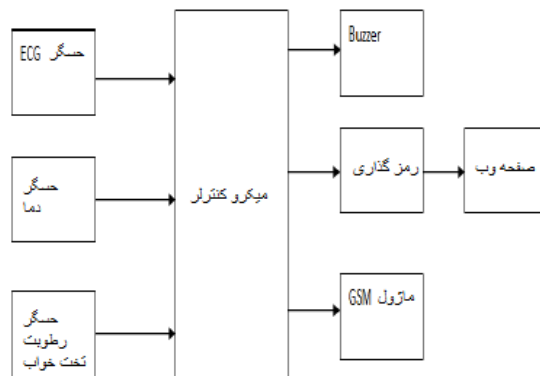 حسگر ECG
Buzzer
حسگر
دما
میکرو کنترلر
رمز گذاری
صفحه وب
حسگر
رطوبت
تخت خواب
ماژول GSM